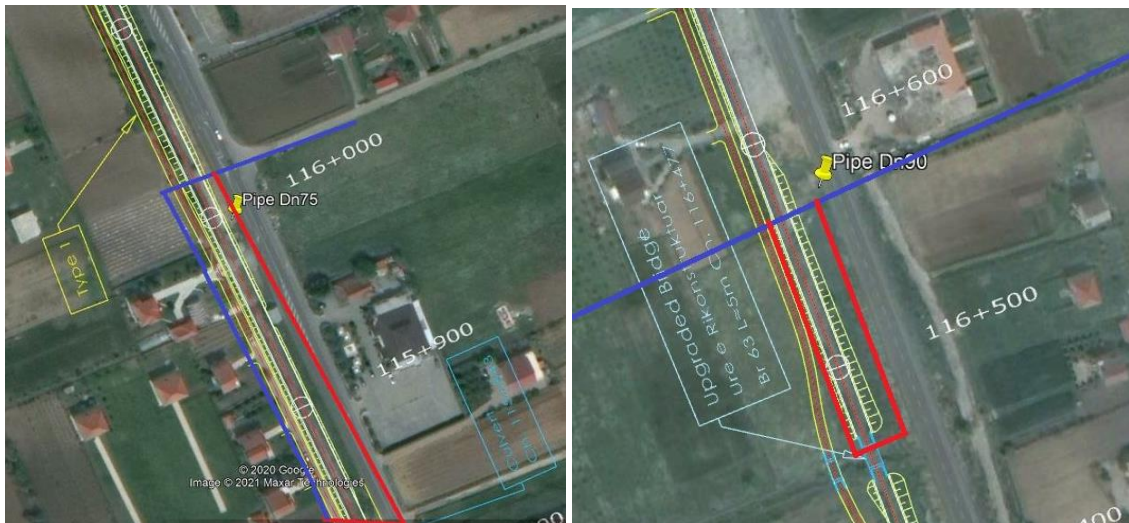 116+000
Pipe Dn75
Type I
115+900
Culvert
© 2020 Google
Image © 2021 Maxar Technologies
116+600
Pipe Dn90
Upgraded Bridge
Ure e Rikonstruktuar
Br 63 L=5m Ch. 116+477
116+500